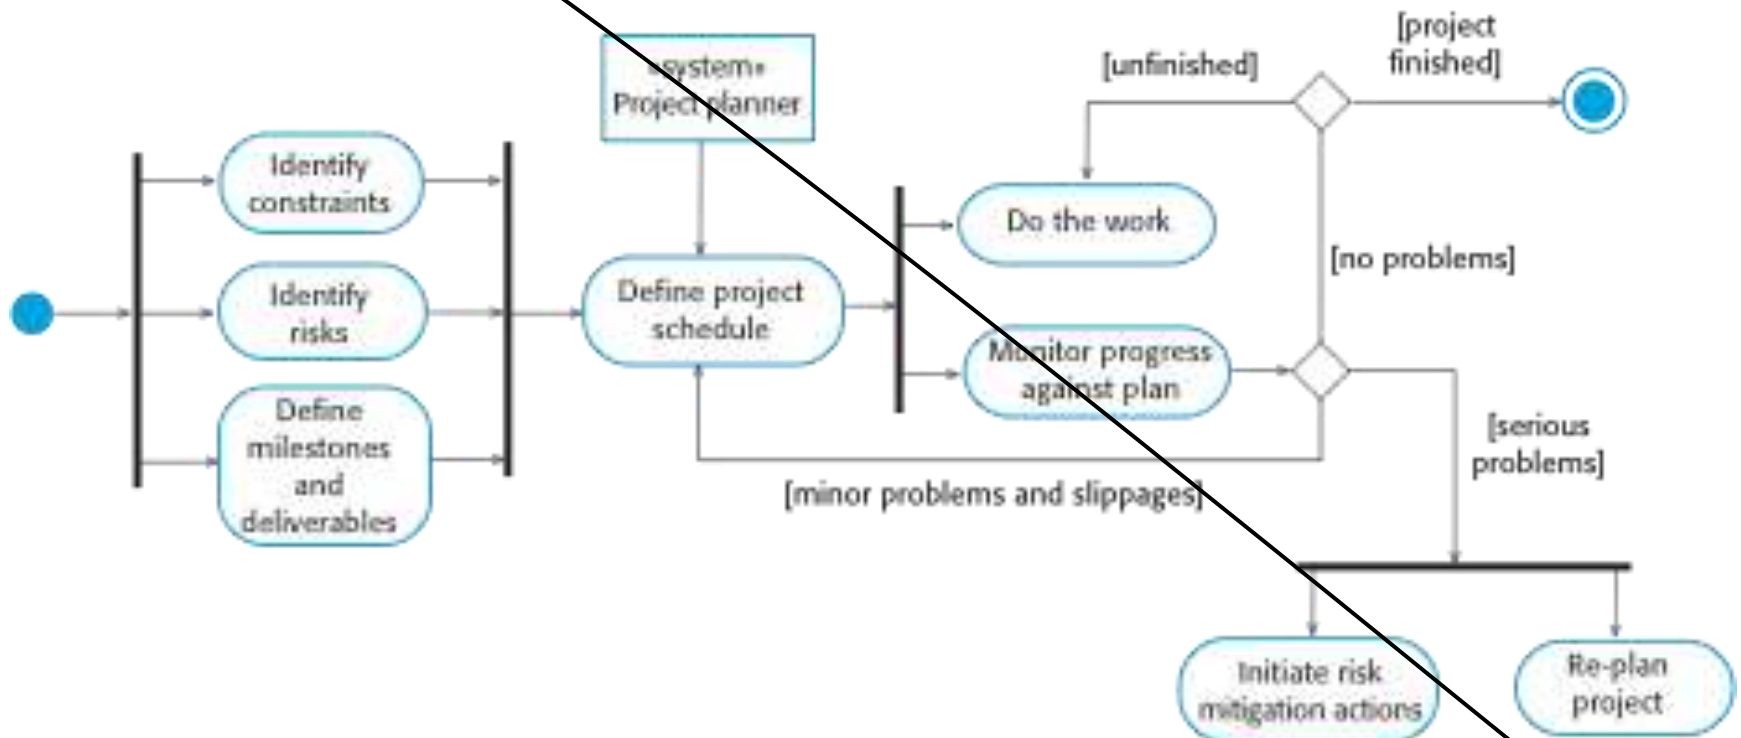 Identify
constraints
Identify
risks
Define
milestones
and
deliverables
«system»
Project planner
Define project
schedule
Do the work
Monitor progress
against plan
[unfinished]
[project
finished]
[no problems]
[serious
problems]
[minor problems and slippages]
Initiate risk
mitigation actions
Re-plan
project